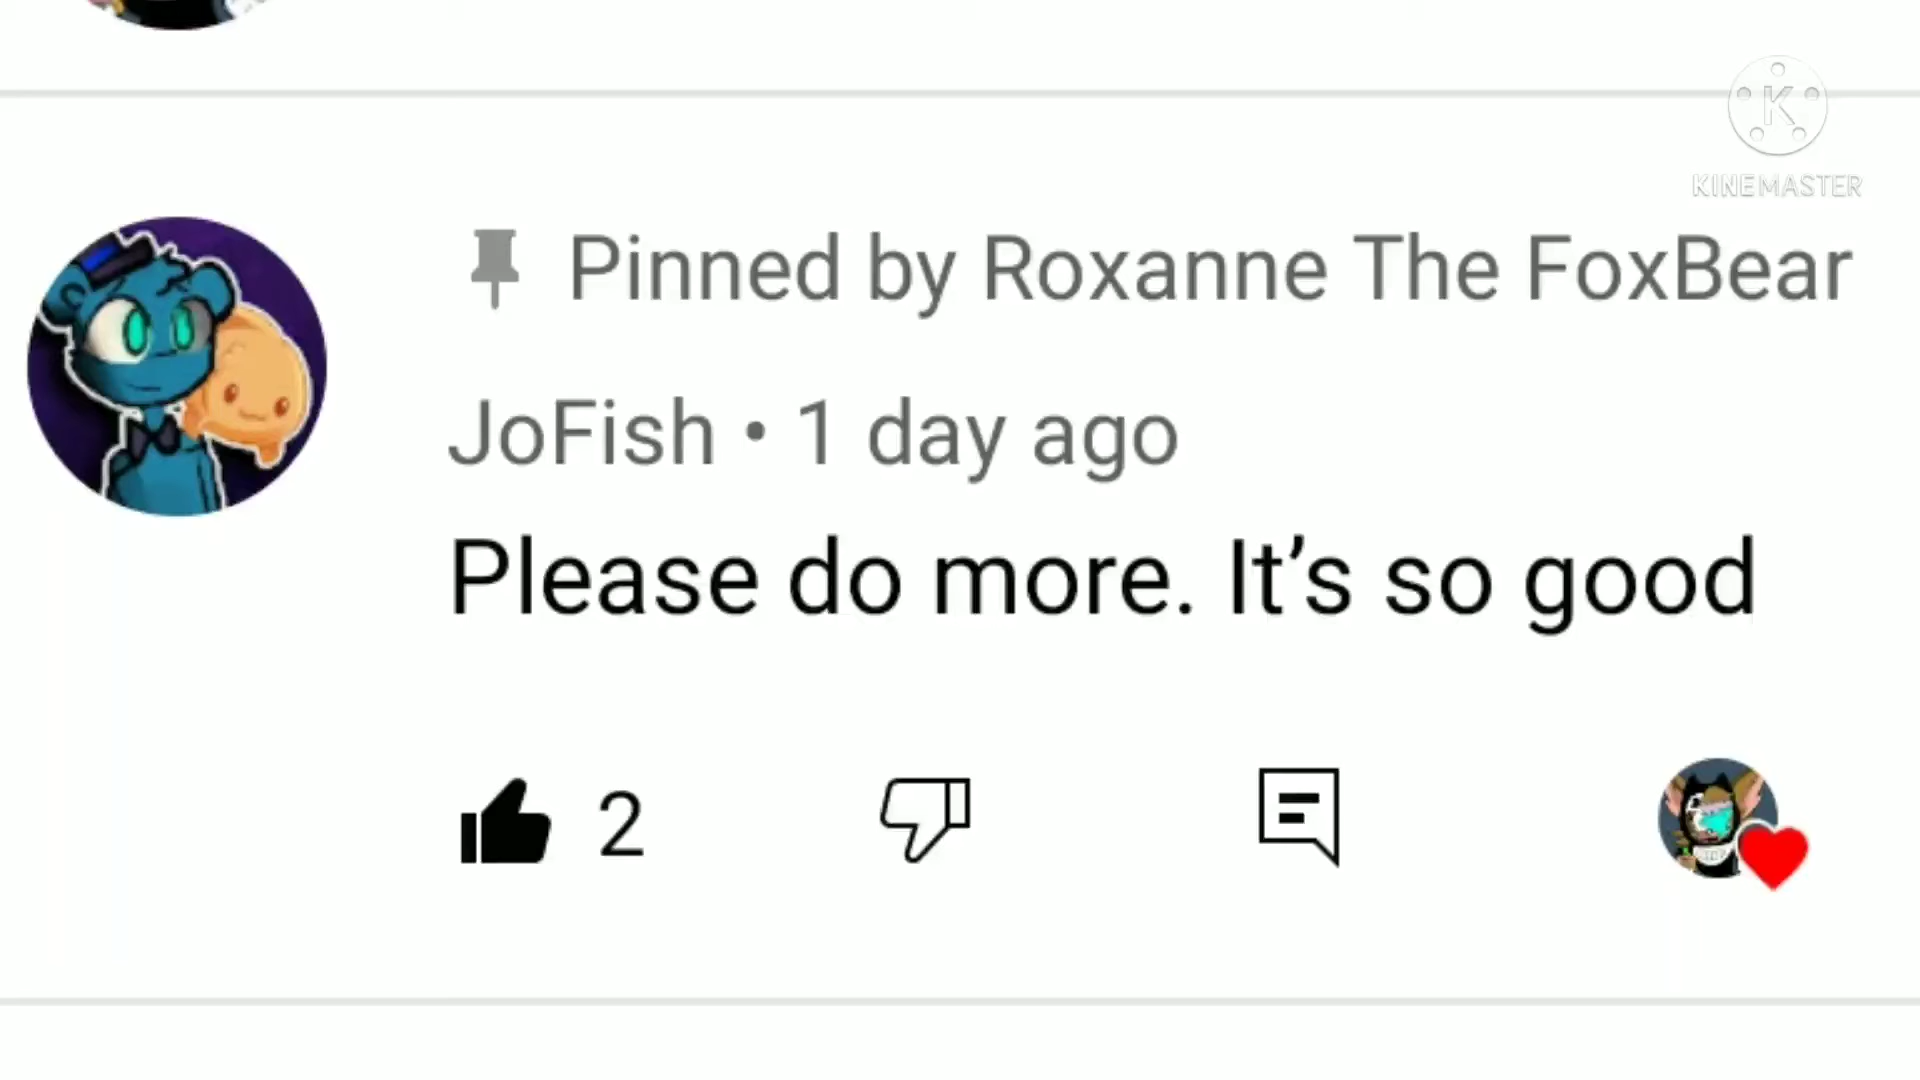 K
KINEMASTER
Pinned by Roxanne The FoxBear
JoFish • 1 day ago
Please do more. It’s so good
2